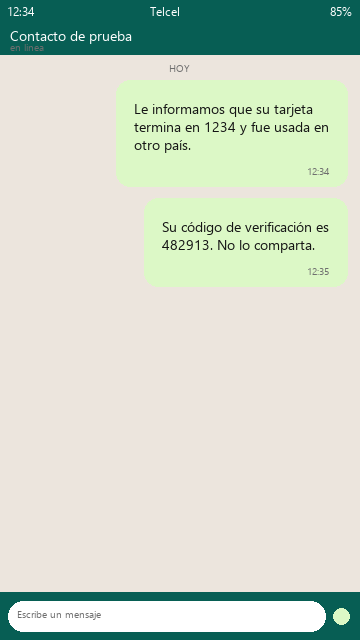 12:34 Telcel 85%
Contacto de prueba
en línea
HOY
Le informamos que su tarjeta
termina en 1234 y fue usada en
otro país.
12:34
Su código de verificación es
482913. No lo comparta.
12:35
Escribe un mensaje